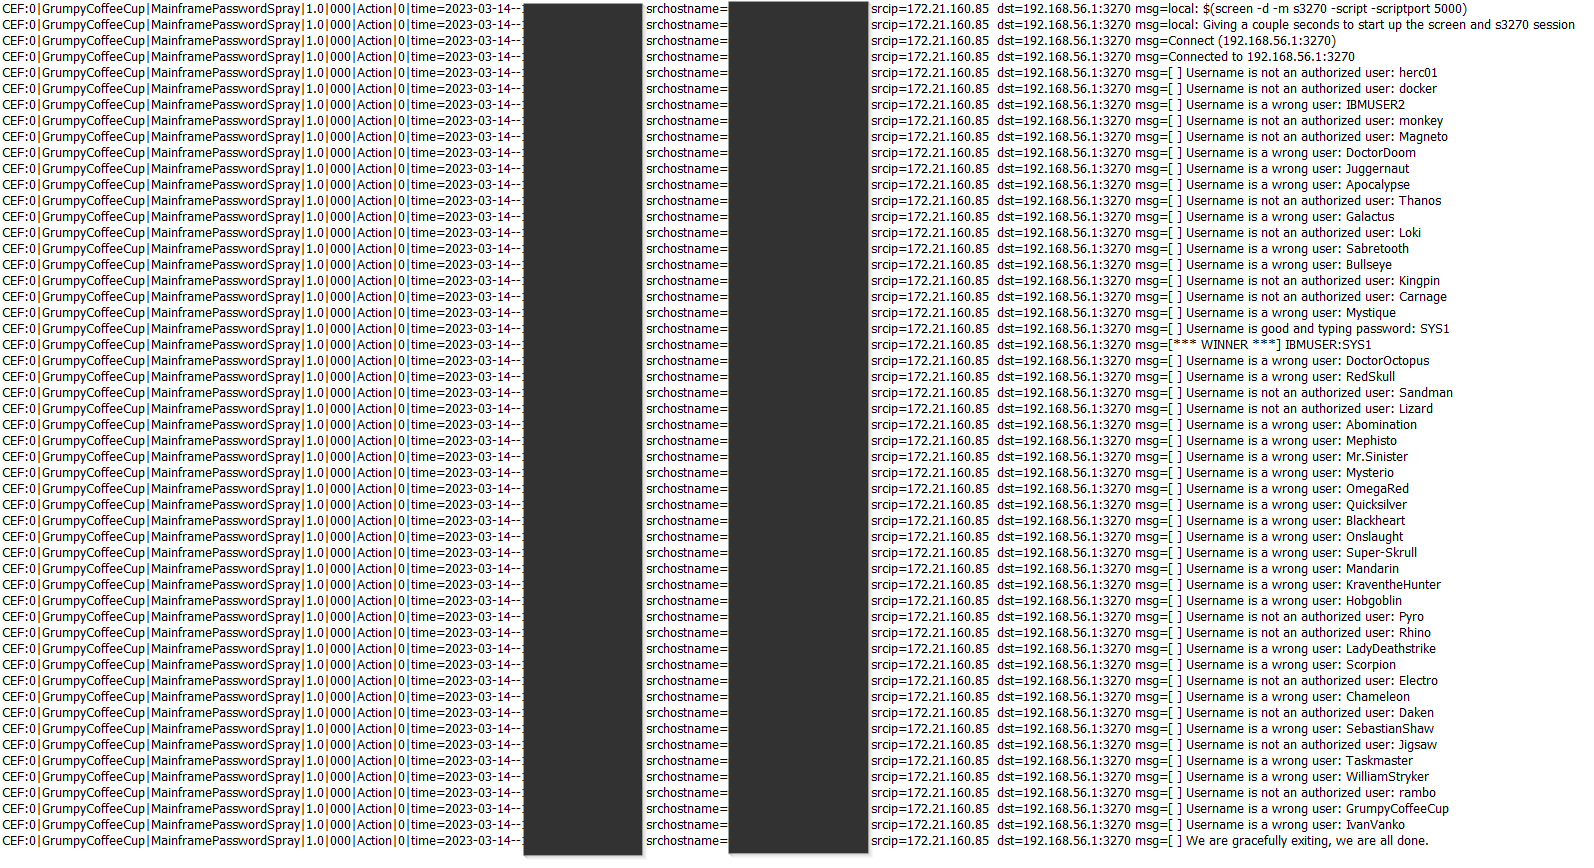 CEF:0|GrumpyCoffeeCup|MainframePasswordSpray|1.0|000|Action|0|time=2023-03-14-- srchostname= srcip=172.21.160.85 dst=192.168.56.1:3270 msg=local: $(screen -d -m s3270 -script -scriptport 5000)
CEF:0|GrumpyCoffeeCup|MainframePasswordSpray|1.0|000|Action|0|time=2023-03-14-- srchostname= srcip=172.21.160.85 dst=192.168.56.1:3270 msg=local: Giving a couple seconds to start up the screen and s3270 session
CEF:0|GrumpyCoffeeCup|MainframePasswordSpray|1.0|000|Action|0|time=2023-03-14-- srchostname= srcip=172.21.160.85 dst=192.168.56.1:3270 msg=Connect (192.168.56.1:3270)
CEF:0|GrumpyCoffeeCup|MainframePasswordSpray|1.0|000|Action|0|time=2023-03-14-- srchostname= srcip=172.21.160.85 dst=192.168.56.1:3270 msg=Connected to 192.168.56.1:3270
CEF:0|GrumpyCoffeeCup|MainframePasswordSpray|1.0|000|Action|0|time=2023-03-14-- srchostname= srcip=172.21.160.85 dst=192.168.56.1:3270 msg=[ ] Username is not an authorized user: herc01
CEF:0|GrumpyCoffeeCup|MainframePasswordSpray|1.0|000|Action|0|time=2023-03-14-- srchostname= srcip=172.21.160.85 dst=192.168.56.1:3270 msg=[ ] Username is not an authorized user: docker
CEF:0|GrumpyCoffeeCup|MainframePasswordSpray|1.0|000|Action|0|time=2023-03-14-- srchostname= srcip=172.21.160.85 dst=192.168.56.1:3270 msg=[ ] Username is a wrong user: IBMUSER2
CEF:0|GrumpyCoffeeCup|MainframePasswordSpray|1.0|000|Action|0|time=2023-03-14-- srchostname= srcip=172.21.160.85 dst=192.168.56.1:3270 msg=[ ] Username is not an authorized user: monkey
CEF:0|GrumpyCoffeeCup|MainframePasswordSpray|1.0|000|Action|0|time=2023-03-14-- srchostname= srcip=172.21.160.85 dst=192.168.56.1:3270 msg=[ ] Username is not an authorized user: Magneto
CEF:0|GrumpyCoffeeCup|MainframePasswordSpray|1.0|000|Action|0|time=2023-03-14-- srchostname= srcip=172.21.160.85 dst=192.168.56.1:3270 msg=[ ] Username is a wrong user: DoctorDoom
CEF:0|GrumpyCoffeeCup|MainframePasswordSpray|1.0|000|Action|0|time=2023-03-14-- srchostname= srcip=172.21.160.85 dst=192.168.56.1:3270 msg=[ ] Username is a wrong user: Juggernaut
CEF:0|GrumpyCoffeeCup|MainframePasswordSpray|1.0|000|Action|0|time=2023-03-14-- srchostname= srcip=172.21.160.85 dst=192.168.56.1:3270 msg=[ ] Username is a wrong user: Apocalypse
CEF:0|GrumpyCoffeeCup|MainframePasswordSpray|1.0|000|Action|0|time=2023-03-14-- srchostname= srcip=172.21.160.85 dst=192.168.56.1:3270 msg=[ ] Username is not an authorized user: Thanos
CEF:0|GrumpyCoffeeCup|MainframePasswordSpray|1.0|000|Action|0|time=2023-03-14-- srchostname= srcip=172.21.160.85 dst=192.168.56.1:3270 msg=[ ] Username is a wrong user: Galactus
CEF:0|GrumpyCoffeeCup|MainframePasswordSpray|1.0|000|Action|0|time=2023-03-14-- srchostname= srcip=172.21.160.85 dst=192.168.56.1:3270 msg=[ ] Username is not an authorized user: Loki
CEF:0|GrumpyCoffeeCup|MainframePasswordSpray|1.0|000|Action|0|time=2023-03-14-- srchostname= srcip=172.21.160.85 dst=192.168.56.1:3270 msg=[ ] Username is a wrong user: Sabretooth
CEF:0|GrumpyCoffeeCup|MainframePasswordSpray|1.0|000|Action|0|time=2023-03-14-- srchostname= srcip=172.21.160.85 dst=192.168.56.1:3270 msg=[ ] Username is a wrong user: Bullseye
CEF:0|GrumpyCoffeeCup|MainframePasswordSpray|1.0|000|Action|0|time=2023-03-14-- srchostname= srcip=172.21.160.85 dst=192.168.56.1:3270 msg=[ ] Username is not an authorized user: Kingpin
CEF:0|GrumpyCoffeeCup|MainframePasswordSpray|1.0|000|Action|0|time=2023-03-14-- srchostname= srcip=172.21.160.85 dst=192.168.56.1:3270 msg=[ ] Username is not an authorized user: Carnage
CEF:0|GrumpyCoffeeCup|MainframePasswordSpray|1.0|000|Action|0|time=2023-03-14-- srchostname= srcip=172.21.160.85 dst=192.168.56.1:3270 msg=[ ] Username is a wrong user: Mystique
CEF:0|GrumpyCoffeeCup|MainframePasswordSpray|1.0|000|Action|0|time=2023-03-14-- srchostname= srcip=172.21.160.85 dst=192.168.56.1:3270 msg=[ ] Username is good and typing password: SYS1
CEF:0|GrumpyCoffeeCup|MainframePasswordSpray|1.0|000|Action|0|time=2023-03-14-- srchostname= srcip=172.21.160.85 dst=192.168.56.1:3270 msg=[*** WINNER ***] IBMUSER:SYS1
CEF:0|GrumpyCoffeeCup|MainframePasswordSpray|1.0|000|Action|0|time=2023-03-14-- srchostname= srcip=172.21.160.85 dst=192.168.56.1:3270 msg=[ ] Username is a wrong user: DoctorOctopus
CEF:0|GrumpyCoffeeCup|MainframePasswordSpray|1.0|000|Action|0|time=2023-03-14-- srchostname= srcip=172.21.160.85 dst=192.168.56.1:3270 msg=[ ] Username is a wrong user: RedSkull
CEF:0|GrumpyCoffeeCup|MainframePasswordSpray|1.0|000|Action|0|time=2023-03-14-- srchostname= srcip=172.21.160.85 dst=192.168.56.1:3270 msg=[ ] Username is not an authorized user: Sandman
CEF:0|GrumpyCoffeeCup|MainframePasswordSpray|1.0|000|Action|0|time=2023-03-14-- srchostname= srcip=172.21.160.85 dst=192.168.56.1:3270 msg=[ ] Username is not an authorized user: Lizard
CEF:0|GrumpyCoffeeCup|MainframePasswordSpray|1.0|000|Action|0|time=2023-03-14-- srchostname= srcip=172.21.160.85 dst=192.168.56.1:3270 msg=[ ] Username is a wrong user: Abomination
CEF:0|GrumpyCoffeeCup|MainframePasswordSpray|1.0|000|Action|0|time=2023-03-14-- srchostname= srcip=172.21.160.85 dst=192.168.56.1:3270 msg=[ ] Username is a wrong user: Mephisto
CEF:0|GrumpyCoffeeCup|MainframePasswordSpray|1.0|000|Action|0|time=2023-03-14-- srchostname= srcip=172.21.160.85 dst=192.168.56.1:3270 msg=[ ] Username is a wrong user: Mr.Sinister
CEF:0|GrumpyCoffeeCup|MainframePasswordSpray|1.0|000|Action|0|time=2023-03-14-- srchostname= srcip=172.21.160.85 dst=192.168.56.1:3270 msg=[ ] Username is a wrong user: Mysterio
CEF:0|GrumpyCoffeeCup|MainframePasswordSpray|1.0|000|Action|0|time=2023-03-14-- srchostname= srcip=172.21.160.85 dst=192.168.56.1:3270 msg=[ ] Username is a wrong user: OmegaRed
CEF:0|GrumpyCoffeeCup|MainframePasswordSpray|1.0|000|Action|0|time=2023-03-14-- srchostname= srcip=172.21.160.85 dst=192.168.56.1:3270 msg=[ ] Username is a wrong user: Quicksilver
CEF:0|GrumpyCoffeeCup|MainframePasswordSpray|1.0|000|Action|0|time=2023-03-14-- srchostname= srcip=172.21.160.85 dst=192.168.56.1:3270 msg=[ ] Username is a wrong user: Blackheart
CEF:0|GrumpyCoffeeCup|MainframePasswordSpray|1.0|000|Action|0|time=2023-03-14-- srchostname= srcip=172.21.160.85 dst=192.168.56.1:3270 msg=[ ] Username is a wrong user: Onslaught
CEF:0|GrumpyCoffeeCup|MainframePasswordSpray|1.0|000|Action|0|time=2023-03-14-- srchostname= srcip=172.21.160.85 dst=192.168.56.1:3270 msg=[ ] Username is a wrong user: Super-Skrull
CEF:0|GrumpyCoffeeCup|MainframePasswordSpray|1.0|000|Action|0|time=2023-03-14-- srchostname= srcip=172.21.160.85 dst=192.168.56.1:3270 msg=[ ] Username is a wrong user: Mandarin
CEF:0|GrumpyCoffeeCup|MainframePasswordSpray|1.0|000|Action|0|time=2023-03-14-- srchostname= srcip=172.21.160.85 dst=192.168.56.1:3270 msg=[ ] Username is a wrong user: KraventheHunter
CEF:0|GrumpyCoffeeCup|MainframePasswordSpray|1.0|000|Action|0|time=2023-03-14-- srchostname= srcip=172.21.160.85 dst=192.168.56.1:3270 msg=[ ] Username is a wrong user: Hobgoblin
CEF:0|GrumpyCoffeeCup|MainframePasswordSpray|1.0|000|Action|0|time=2023-03-14-- srchostname= srcip=172.21.160.85 dst=192.168.56.1:3270 msg=[ ] Username is not an authorized user: Pyro
CEF:0|GrumpyCoffeeCup|MainframePasswordSpray|1.0|000|Action|0|time=2023-03-14-- srchostname= srcip=172.21.160.85 dst=192.168.56.1:3270 msg=[ ] Username is not an authorized user: Rhino
CEF:0|GrumpyCoffeeCup|MainframePasswordSpray|1.0|000|Action|0|time=2023-03-14-- srchostname= srcip=172.21.160.85 dst=192.168.56.1:3270 msg=[ ] Username is a wrong user: LadyDeathstrike
CEF:0|GrumpyCoffeeCup|MainframePasswordSpray|1.0|000|Action|0|time=2023-03-14-- srchostname= srcip=172.21.160.85 dst=192.168.56.1:3270 msg=[ ] Username is a wrong user: Scorpion
CEF:0|GrumpyCoffeeCup|MainframePasswordSpray|1.0|000|Action|0|time=2023-03-14-- srchostname= srcip=172.21.160.85 dst=192.168.56.1:3270 msg=[ ] Username is not an authorized user: Electro
CEF:0|GrumpyCoffeeCup|MainframePasswordSpray|1.0|000|Action|0|time=2023-03-14-- srchostname= srcip=172.21.160.85 dst=192.168.56.1:3270 msg=[ ] Username is a wrong user: Chameleon
CEF:0|GrumpyCoffeeCup|MainframePasswordSpray|1.0|000|Action|0|time=2023-03-14-- srchostname= srcip=172.21.160.85 dst=192.168.56.1:3270 msg=[ ] Username is not an authorized user: Daken
CEF:0|GrumpyCoffeeCup|MainframePasswordSpray|1.0|000|Action|0|time=2023-03-14-- srchostname= srcip=172.21.160.85 dst=192.168.56.1:3270 msg=[ ] Username is a wrong user: SebastianShaw
CEF:0|GrumpyCoffeeCup|MainframePasswordSpray|1.0|000|Action|0|time=2023-03-14-- srchostname= srcip=172.21.160.85 dst=192.168.56.1:3270 msg=[ ] Username is not an authorized user: Jigsaw
CEF:0|GrumpyCoffeeCup|MainframePasswordSpray|1.0|000|Action|0|time=2023-03-14-- srchostname= srcip=172.21.160.85 dst=192.168.56.1:3270 msg=[ ] Username is a wrong user: Taskmaster
CEF:0|GrumpyCoffeeCup|MainframePasswordSpray|1.0|000|Action|0|time=2023-03-14-- srchostname= srcip=172.21.160.85 dst=192.168.56.1:3270 msg=[ ] Username is a wrong user: WilliamStryker
CEF:0|GrumpyCoffeeCup|MainframePasswordSpray|1.0|000|Action|0|time=2023-03-14-- srchostname= srcip=172.21.160.85 dst=192.168.56.1:3270 msg=[ ] Username is not an authorized user: rambo
CEF:0|GrumpyCoffeeCup|MainframePasswordSpray|1.0|000|Action|0|time=2023-03-14-- srchostname= srcip=172.21.160.85 dst=192.168.56.1:3270 msg=[ ] Username is a wrong user: GrumpyCoffeeCup
CEF:0|GrumpyCoffeeCup|MainframePasswordSpray|1.0|000|Action|0|time=2023-03-14-- srchostname= srcip=172.21.160.85 dst=192.168.56.1:3270 msg=[ ] Username is a wrong user: IvanVanko
CEF:0|GrumpyCoffeeCup|MainframePasswordSpray|1.0|000|Action|0|time=2023-03-14-- srchostname= srcip=172.21.160.85 dst=192.168.56.1:3270 msg=[ ] We are gracefully exiting, we are all done.